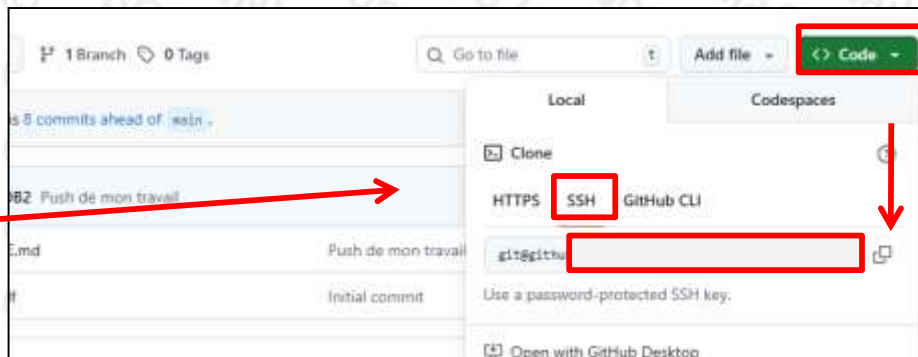 1 Branch 0 Tags
Go to file t
Add file
<> Code
is 8 commits ahead of main .
Local Codespaces
Clone
HTTPS SSH GitHub CLI
DB2 Push de mon travail
E.md Push de mon travail
git@githu
Initial commit
Use a password-protected SSH key.
Open with GitHub Desktop